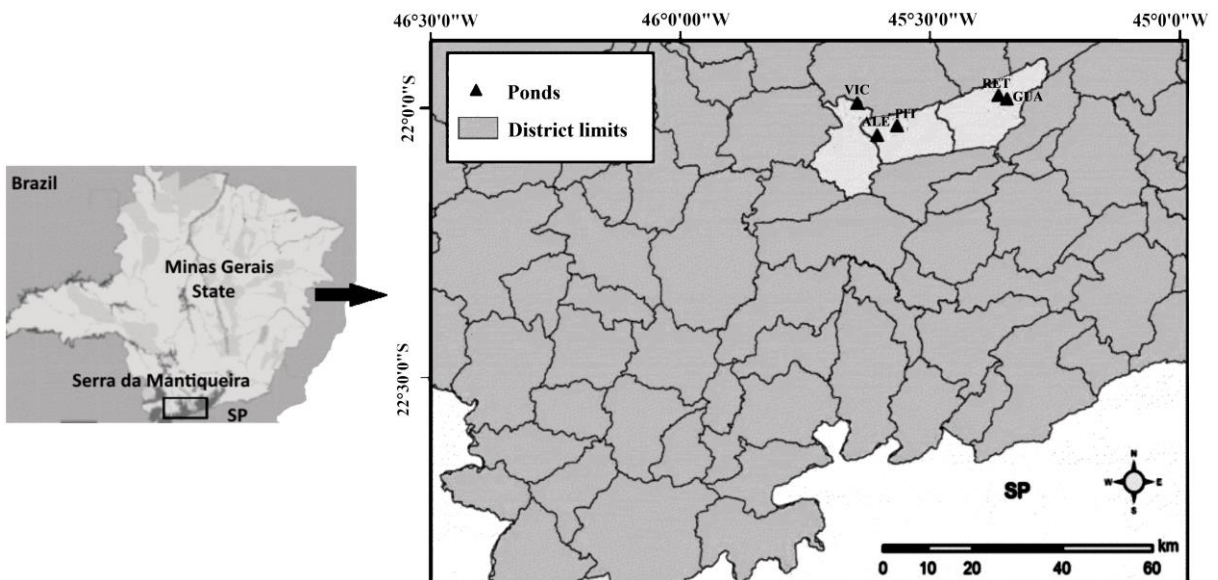 Brazil
Minas Gerais
State
Serra da Mantiqueira
SP
46°30'0"W
46°0'0"W
45°30'0"W
45°0'0"W
22°0'0"S
22°30'0"S
Ponds
District limits
VIC
ALE
PIT
RET
GUA
SP
N
W
E
S
km
0
10
20
40
60